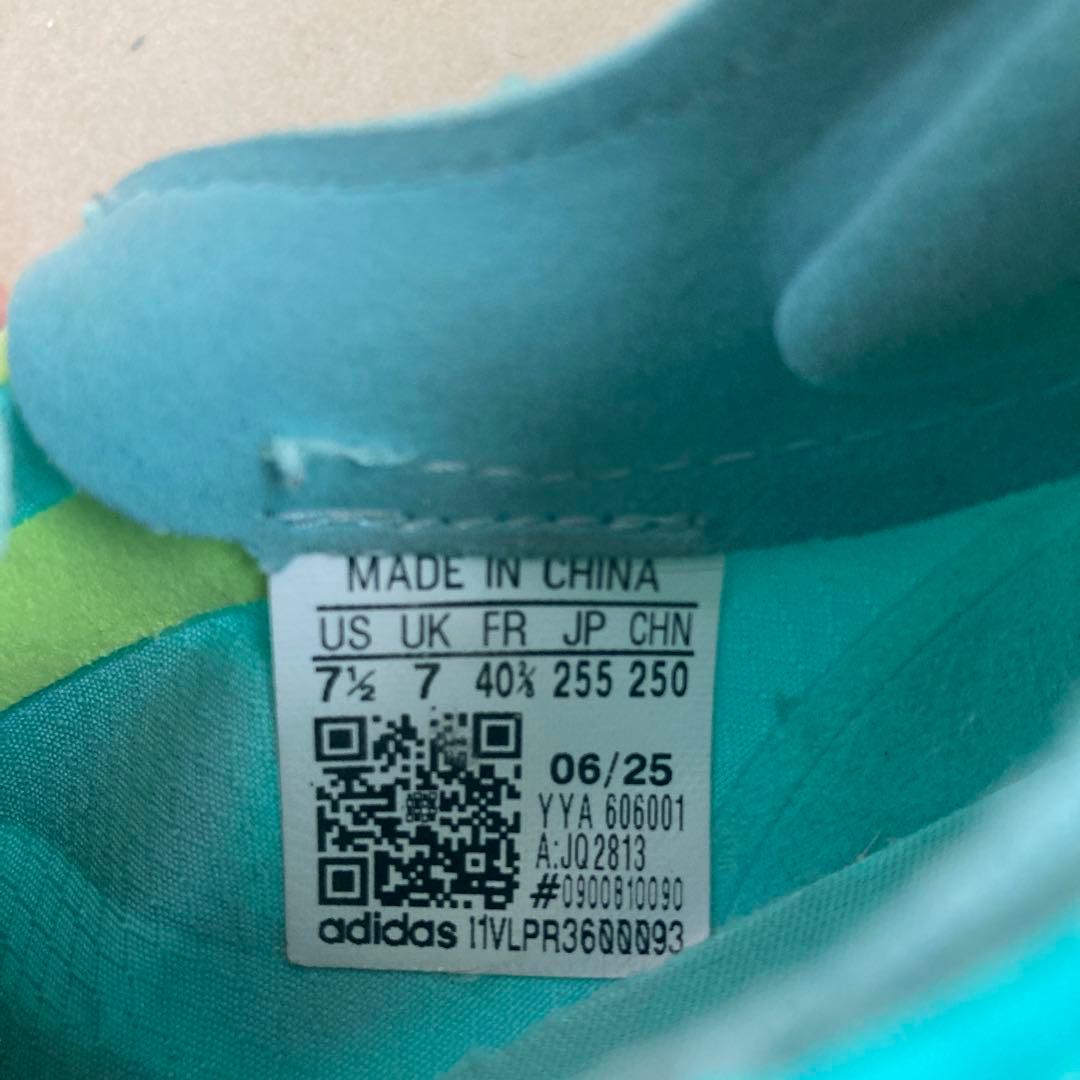 MADE IN CHINA
US UK FR JP CHN
7½ 7 40⅔ 255 250
06/25
YYA 606001
A:JQ2813
#0900810090
adidas I1VLPR3600093